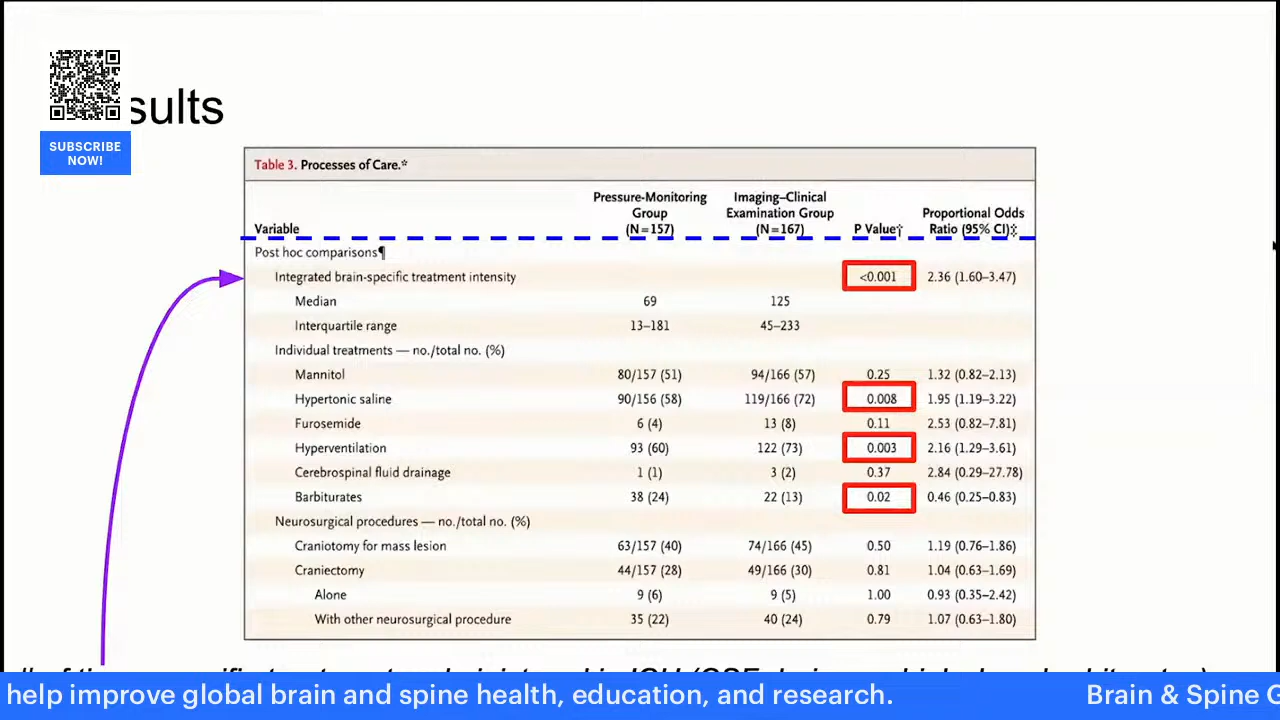 sults
SUBSCRIBE
NOW!
Table 3. Processes of Care.*
Variable Pressure-Monitoring Group (N=157) Imaging–Clinical Examination Group (N=167) P Value† Proportional Odds Ratio (95% CI)‡
Post hoc comparisons¶
Integrated brain-specific treatment intensity <0.001 2.36 (1.60–3.47)
Median 69 125
Interquartile range 13–181 45–233
Individual treatments — no./total no. (%)
Mannitol 80/157 (51) 94/166 (57) 0.25 1.32 (0.82–2.13)
Hypertonic saline 90/156 (58) 119/166 (72) 0.008 1.95 (1.19–3.22)
Furosemide 6 (4) 13 (8) 0.11 2.53 (0.82–7.81)
Hyperventilation 93 (60) 122 (73) 0.003 2.16 (1.29–3.61)
Cerebrospinal fluid drainage 1 (1) 3 (2) 0.37 2.84 (0.29–27.78)
Barbiturates 38 (24) 22 (13) 0.02 0.46 (0.25–0.83)
Neurosurgical procedures — no./total no. (%)
Craniotomy for mass lesion 63/157 (40) 74/166 (45) 0.50 1.19 (0.76–1.86)
Craniectomy 44/157 (28) 49/166 (30) 0.81 1.04 (0.63–1.69)
Alone 9 (6) 9 (5) 1.00 0.93 (0.35–2.42)
With other neurosurgical procedure 35 (22) 40 (24) 0.79 1.07 (0.63–1.80)
help improve global brain and spine health, education, and research. Brain & Spine G